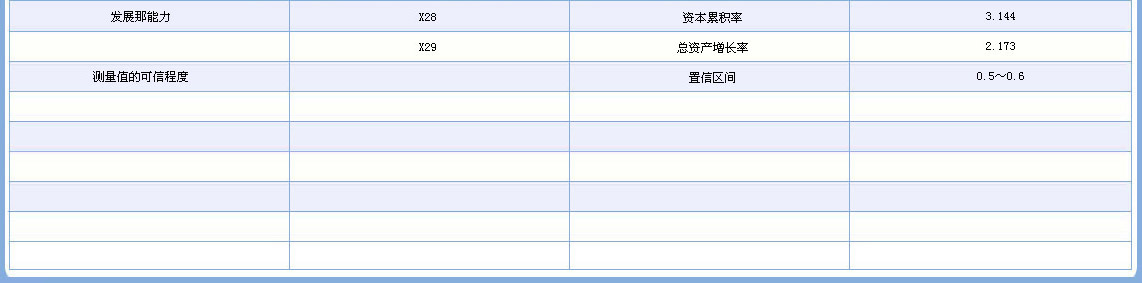 发展那能力 X28 资本累积率 3.144
X29 总资产增长率 2.173
测量值的可信程度 置信区间 0.5～0.6